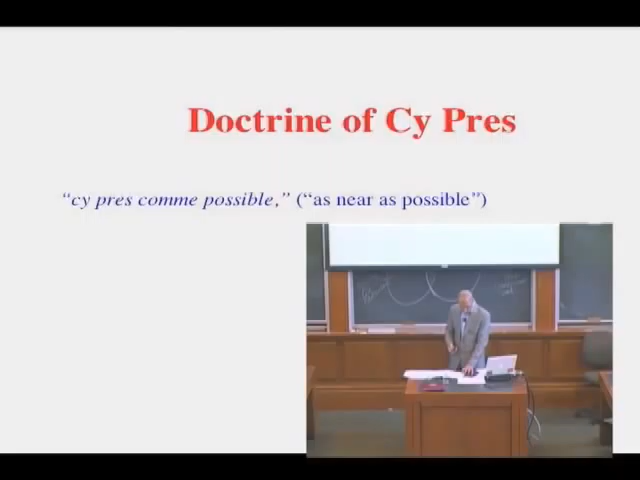 Doctrine of Cy Pres
“cy pres comme possible,” (“as near as possible”)